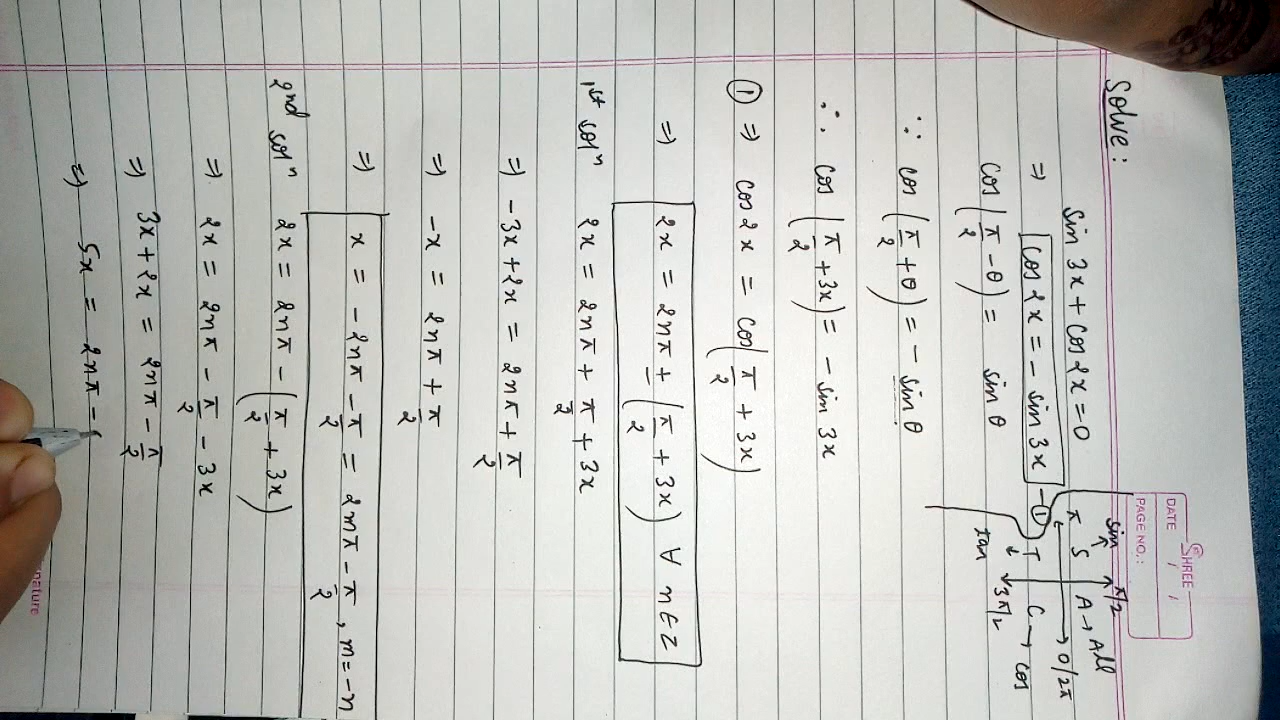 SHREE
DATE / /
PAGE NO.:
sin π/2
S A→ All
π 0/2π
T C→ cos
tan 3π/2
Solve: sin 3x + cos 2x = 0
⇒ cos 2x = - sin 3x —①
cos(π/2 - θ) = sin θ
∵ cos(π/2 + θ) = - sin θ
∴ cos(π/2 + 3x) = - sin 3x
① ⇒ cos 2x = cos(π/2 + 3x)
⇒ 2x = 2nπ ± (π/2 + 3x) ∀ n∈Z
1st solⁿ 2x = 2nπ + π/2 + 3x
⇒ -3x + 2x = 2nπ + π/2
⇒ -x = 2nπ + π/2
⇒ x = -2nπ - π/2 = 2mπ - π/2, m = -n
2nd solⁿ 2x = 2nπ - (π/2 + 3x)
⇒ 2x = 2nπ - π/2 - 3x
⇒ 3x + 2x = 2nπ - π/2
⇒ 5x = 2nπ -